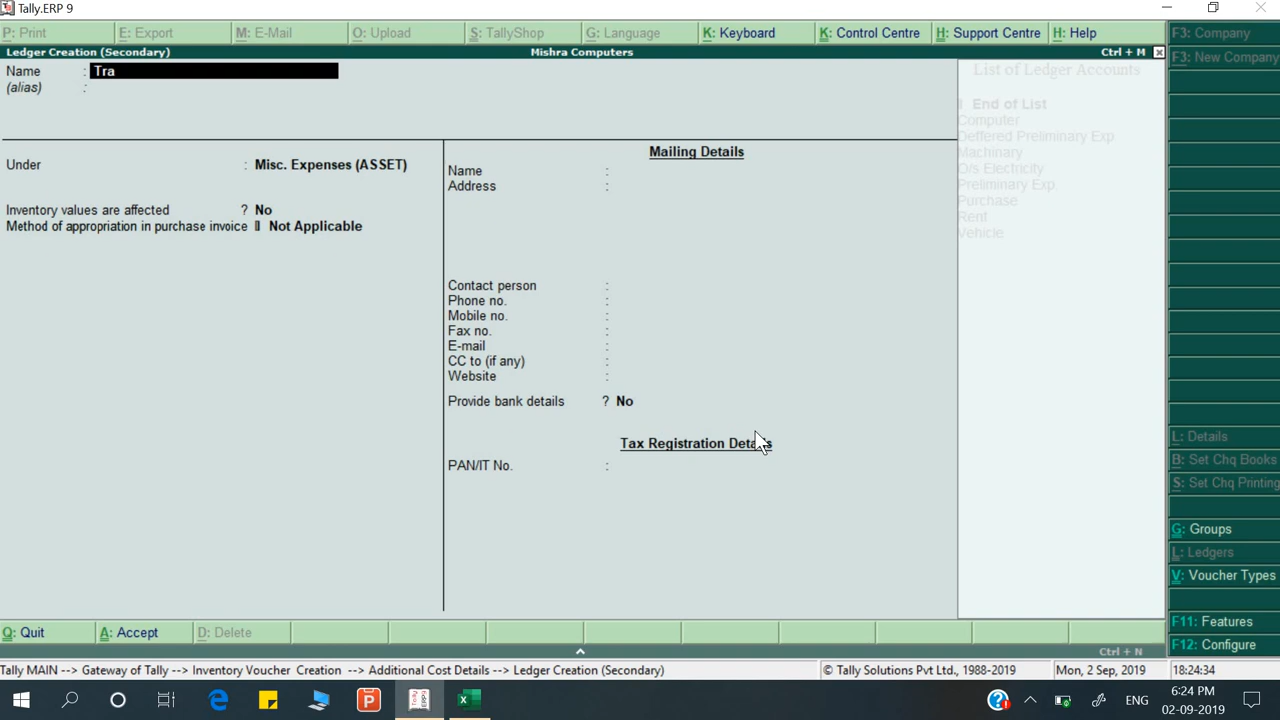 Tally.ERP 9
P: Print E: Export M: E-Mail O: Upload S: TallyShop G: Language K: Keyboard K: Control Centre H: Support Centre H: Help
F3: Company
Ledger Creation (Secondary) Mishra Computers Ctrl + M
F3: New Company
Name : Tra
(alias) :
List of Ledger Accounts
End of List
Computer
Deffered Preliminary Exp
Machinary
O/s Electricity
Preliminary Exp.
Purchase
Rent
Vehicle
Under : Misc. Expenses (ASSET)
Inventory values are affected ? No
Method of appropriation in purchase invoice : Not Applicable
Mailing Details
Name :
Address :
Contact person :
Phone no. :
Mobile no. :
Fax no. :
E-mail :
CC to (if any) :
Website :
Provide bank details ? No
Tax Registration Details
PAN/IT No. :
L: Details
B: Set Chq Books
S: Set Chq Printing
G: Groups
L: Ledgers
V: Voucher Types
F11: Features
F12: Configure
Q: Quit A: Accept D: Delete
Ctrl + N
Tally MAIN --> Gateway of Tally --> Inventory Voucher Creation --> Additional Cost Details --> Ledger Creation (Secondary) © Tally Solutions Pvt Ltd., 1988-2019 Mon, 2 Sep, 2019 18:24:34
ENG
6:24 PM
02-09-2019